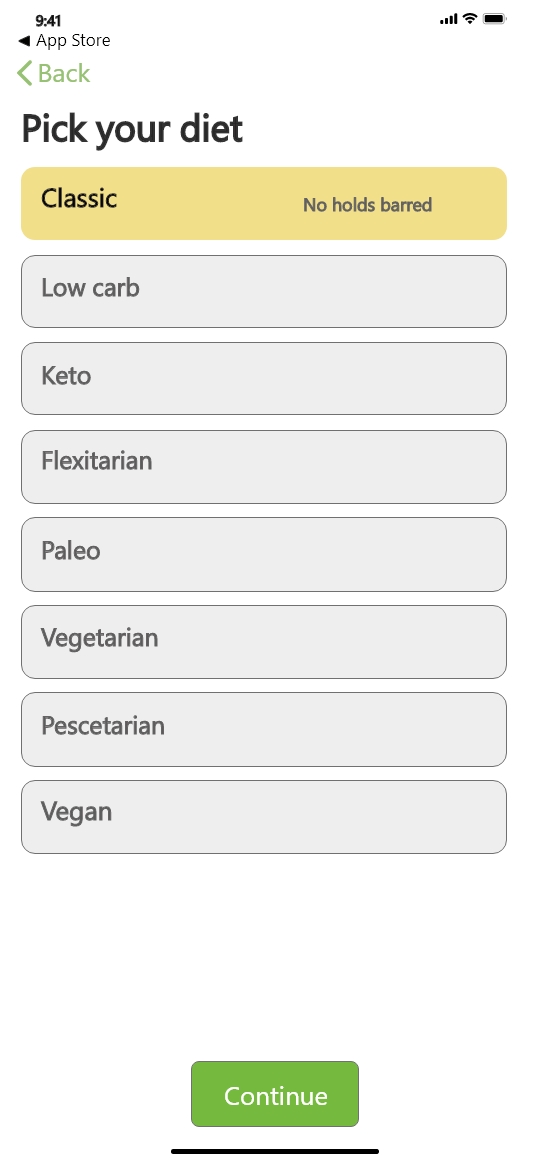 9:41
◀ App Store
Back
Pick your diet
Classic No holds barred
Low carb
Keto
Flexitarian
Paleo
Vegetarian
Pescetarian
Vegan
Continue